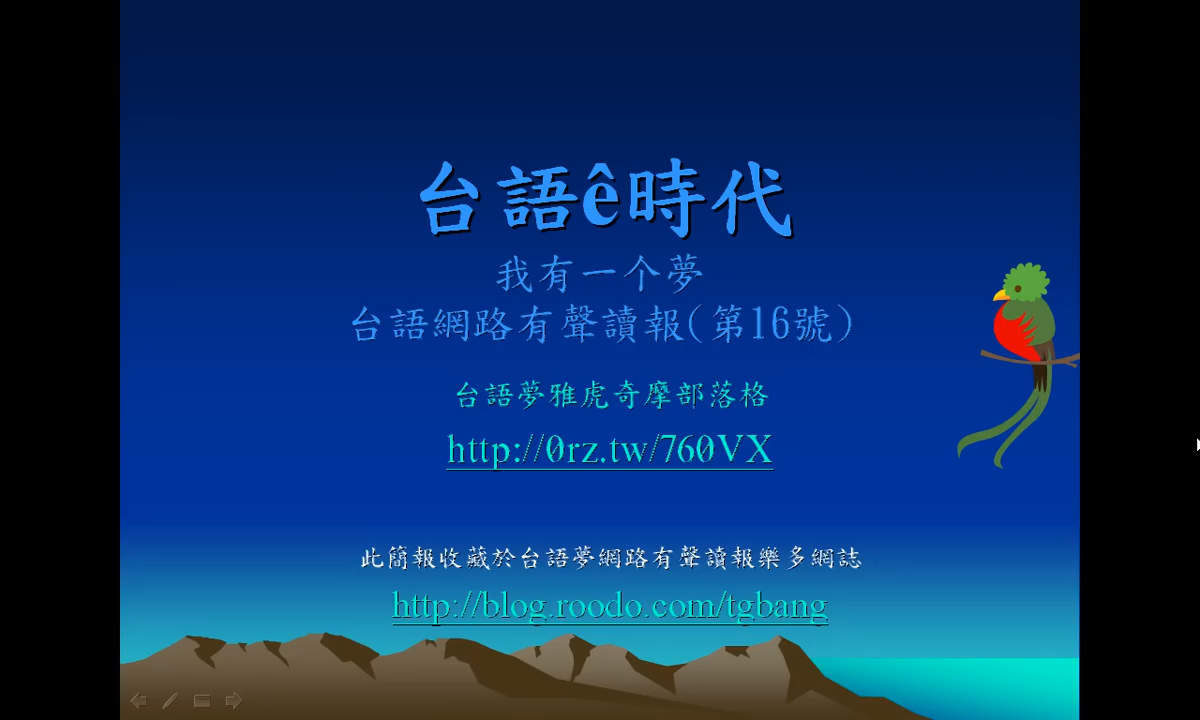 台語ê時代
我有一个夢
台語網路有聲讀報(第16號)
台語夢雅虎奇摩部落格
http://0rz.tw/760VX
此簡報收藏於台語夢網路有聲讀報樂多網誌
http://blog.roodo.com/tgbang